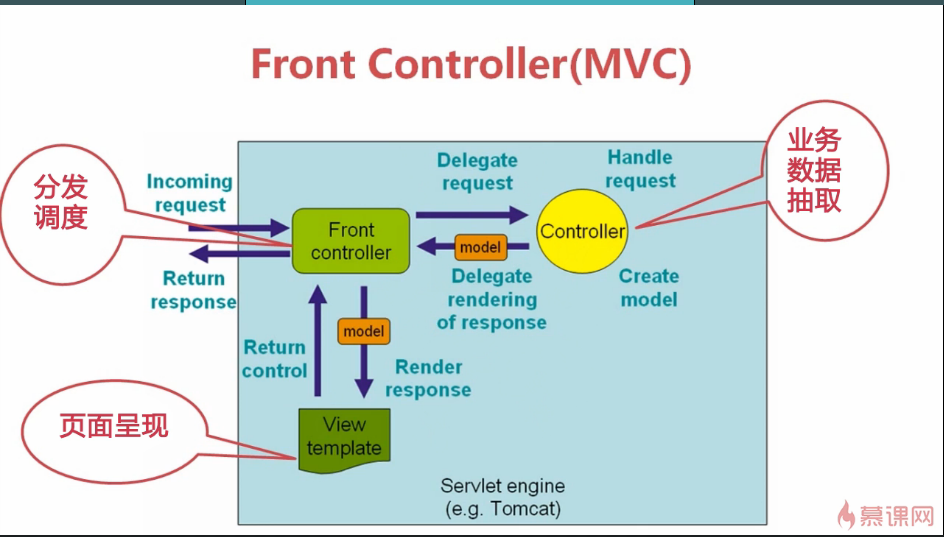 Front Controller(MVC)
业务
数据
抽取
Delegate
request
Handle
request
分发
调度
Incoming
request
Front
controller
Controller
model
Return
response
Delegate
rendering
of response
Create
model
model
Return
control
Render
response
页面呈现
View
template
Servlet engine
(e.g. Tomcat)
慕课网